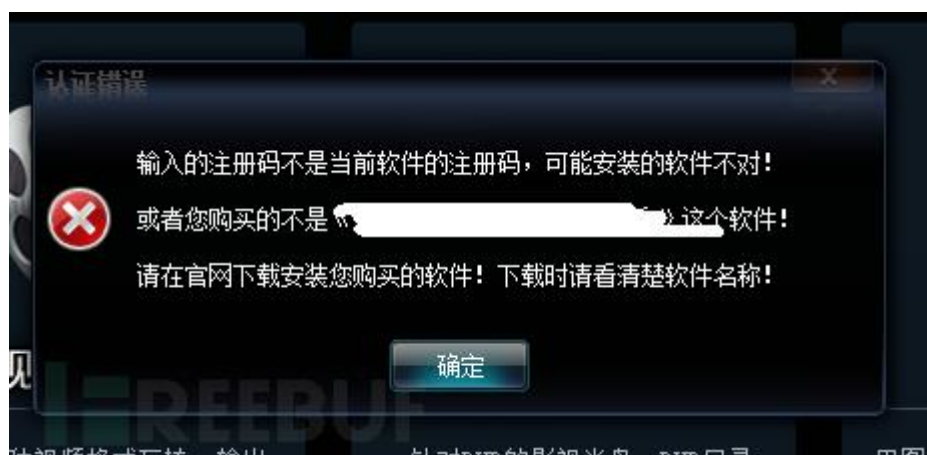 认证错误
X
输入的注册码不是当前软件的注册码，可能安装的软件不对！
或者您购买的不是《 》这个软件！
请在官网下载安装您购买的软件！下载时请看清楚软件名称！
确定
REEBUF